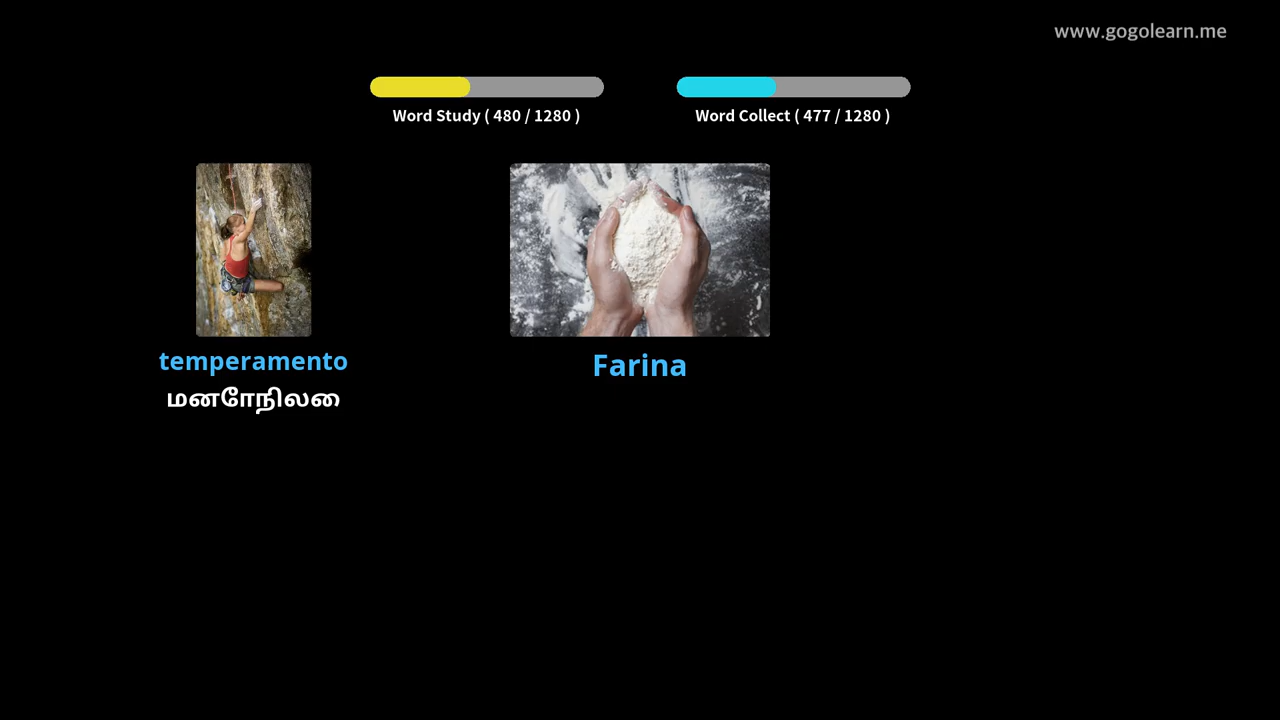 www.gogolearn.me
Word Study ( 480 / 1280 )
Word Collect ( 477 / 1280 )
temperamento
மனோநிலை
Farina